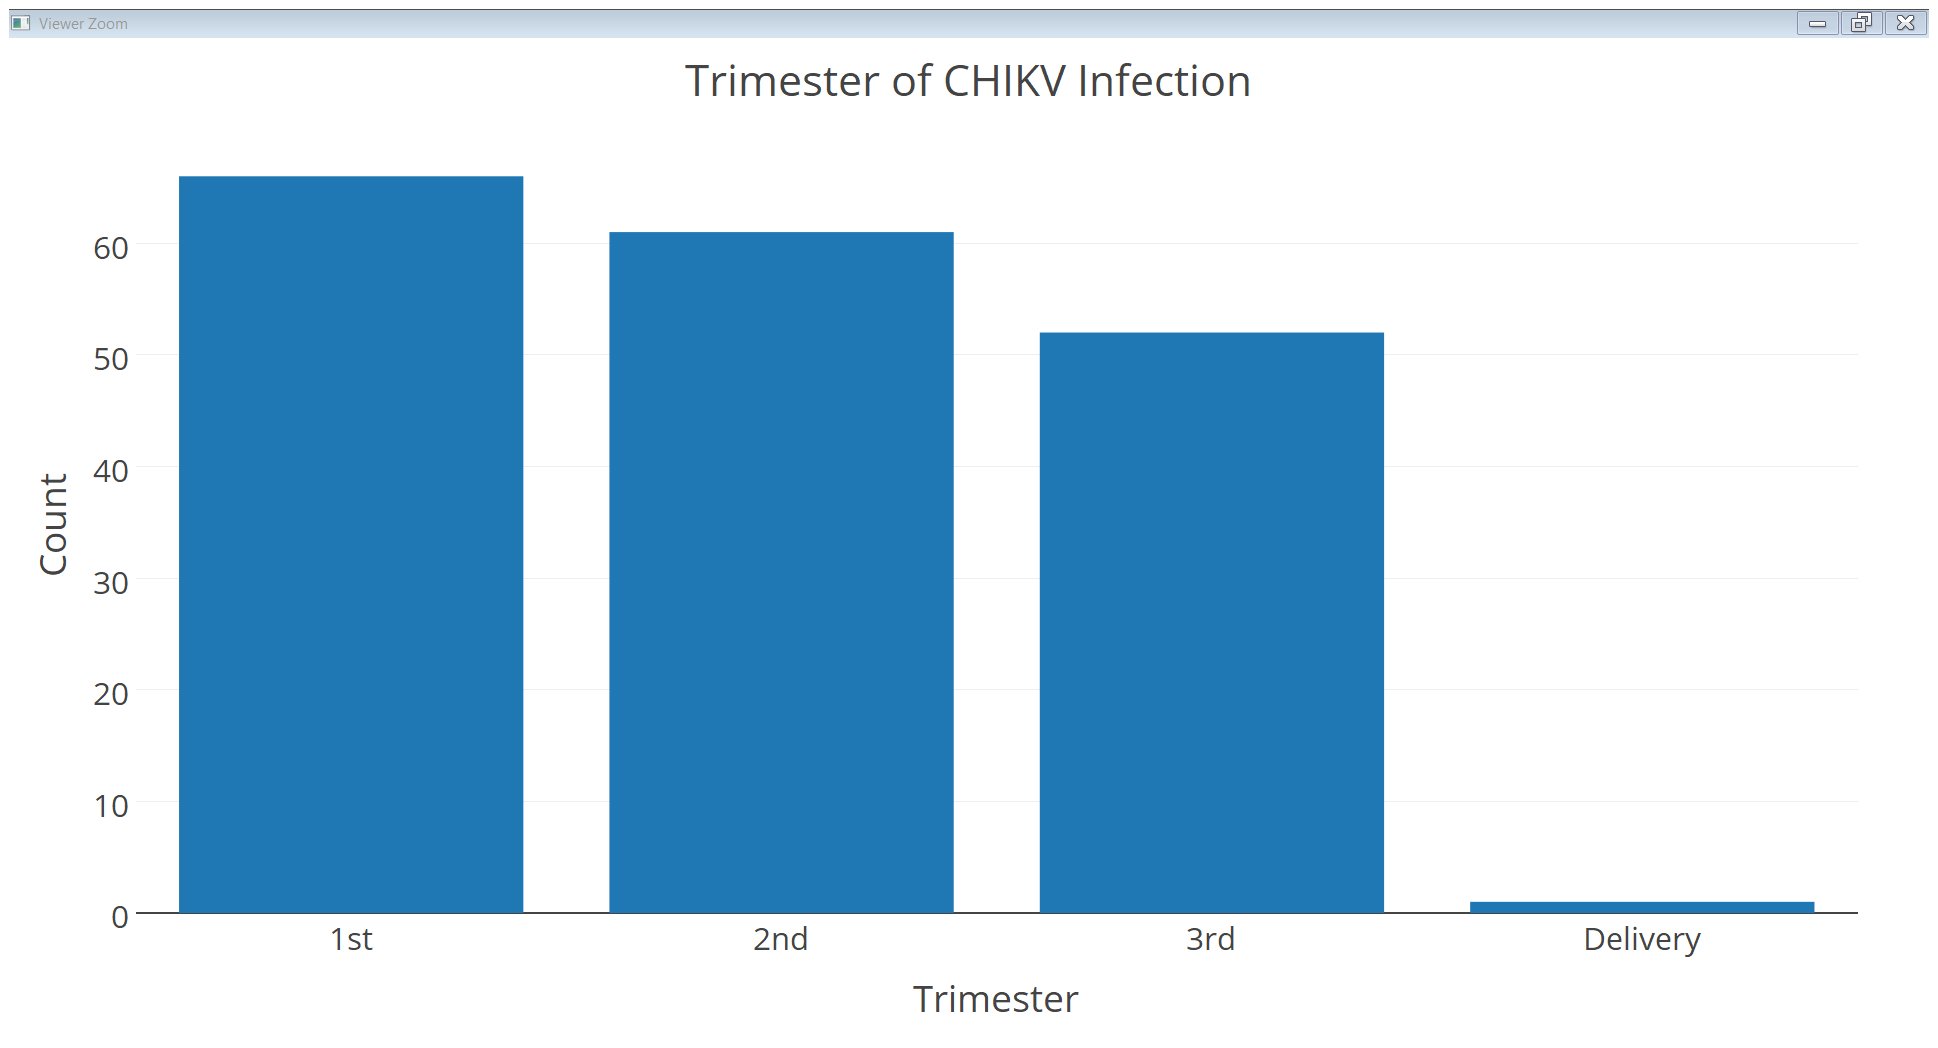 Viewer Zoom
Trimester of CHIKV Infection
60
50
40
30
20
10
0
Count
1st
2nd
3rd
Delivery
Trimester